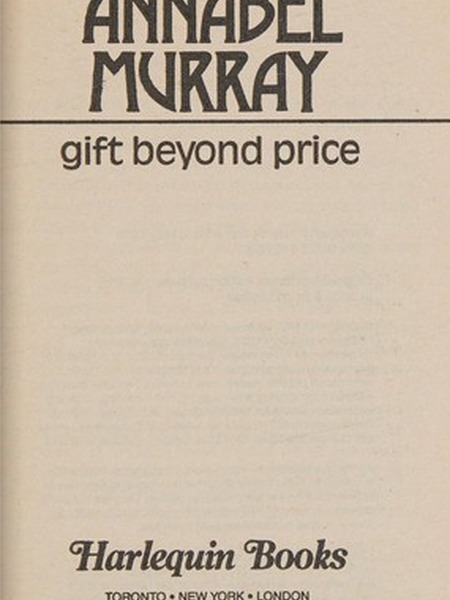 ANNABEL
MURRAY
gift beyond price
Harlequin Books
TORONTO • NEW YORK • LONDON